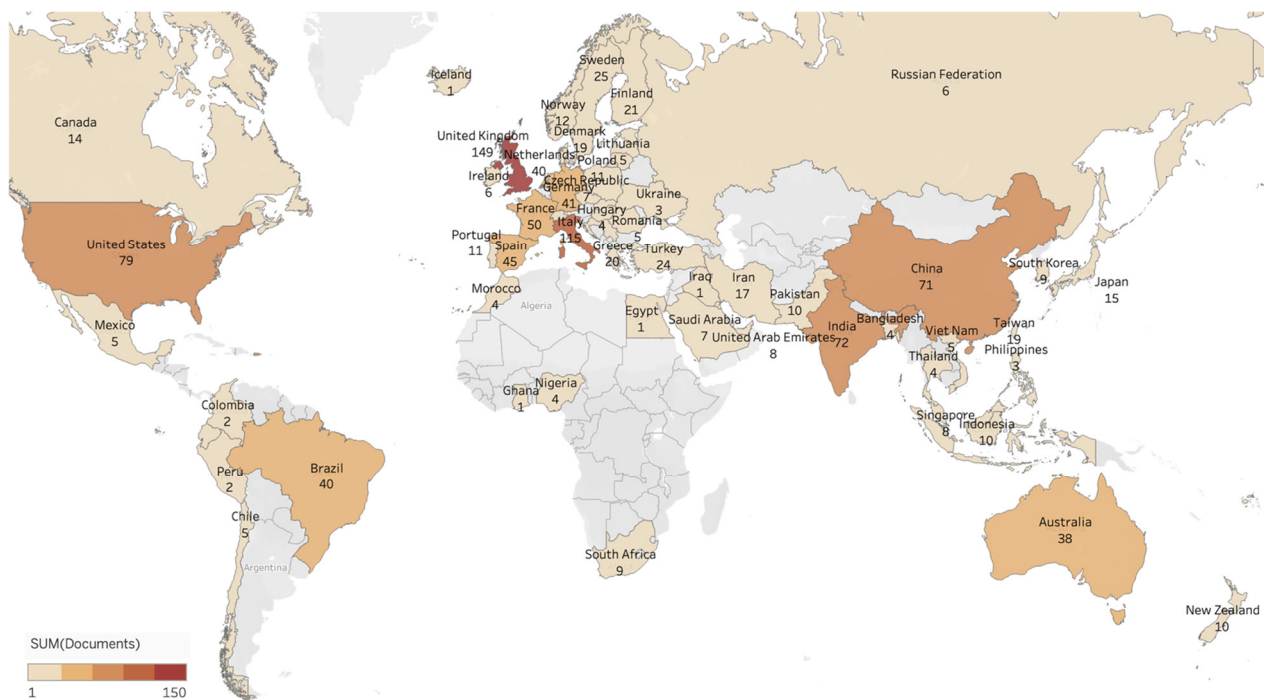 Iceland
1
Sweden
25
Russian Federation
6
Finland
21
Norway
12
Canada
14
Denmark
19
United Kingdom
149
Lithuania
5
Netherlands
40
Poland
11
Ireland
6
Czech Republic
7
Germany
41
Ukraine
3
France
50
Hungary
4
Italy
115
Romania
5
Portugal
11
Spain
45
Greece
20
Turkey
24
United States
79
China
71
South Korea
9
Japan
15
Morocco
4
Algeria
Iraq
1
Iran
17
Pakistan
10
Egypt
1
Saudi Arabia
7
United Arab Emirates
8
India
72
Bangladesh
4
Viet Nam
5
Taiwan
19
Mexico
5
Thailand
4
Philippines
3
Ghana
1
Nigeria
4
Colombia
2
Singapore
8
Indonesia
10
Peru
2
Brazil
40
Chile
5
Argentina
Australia
38
South Africa
9
New Zealand
10
SUM(Documents)
1 150